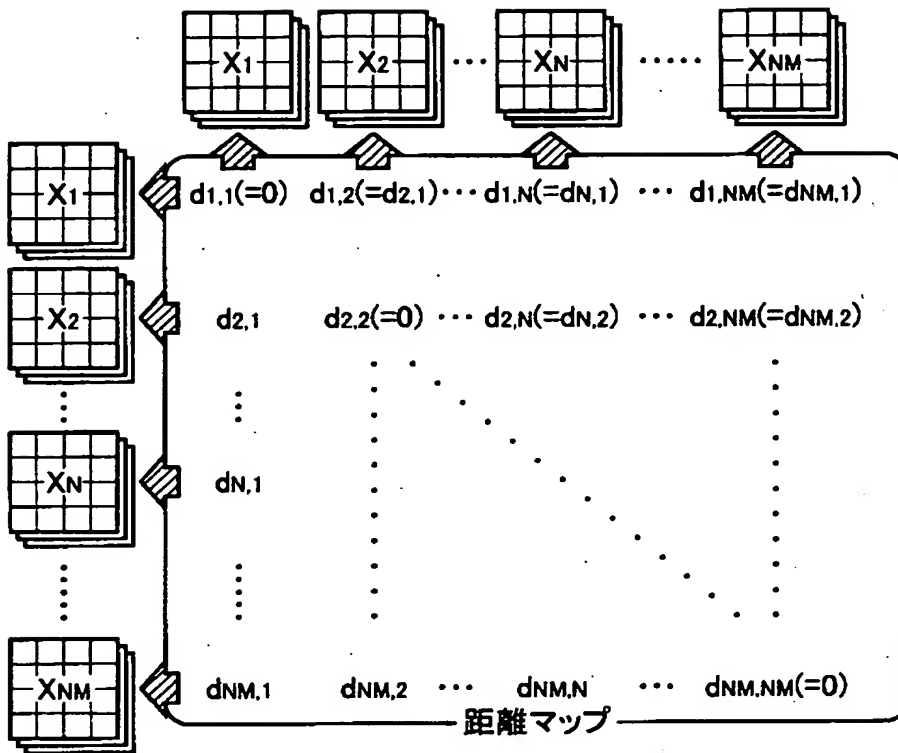 X1 X2 ··· XN ····· XNM
X1 d1,1(=0) d1,2(=d2,1) ··· d1,N(=dN,1) ··· d1,NM(=dNM,1)
X2 d2,1 d2,2(=0) ··· d2,N(=dN,2) ··· d2,NM(=dNM,2)
XN dN,1
XNM dNM,1 dNM,2 ··· dNM,N ··· dNM,NM(=0)
距離マップ